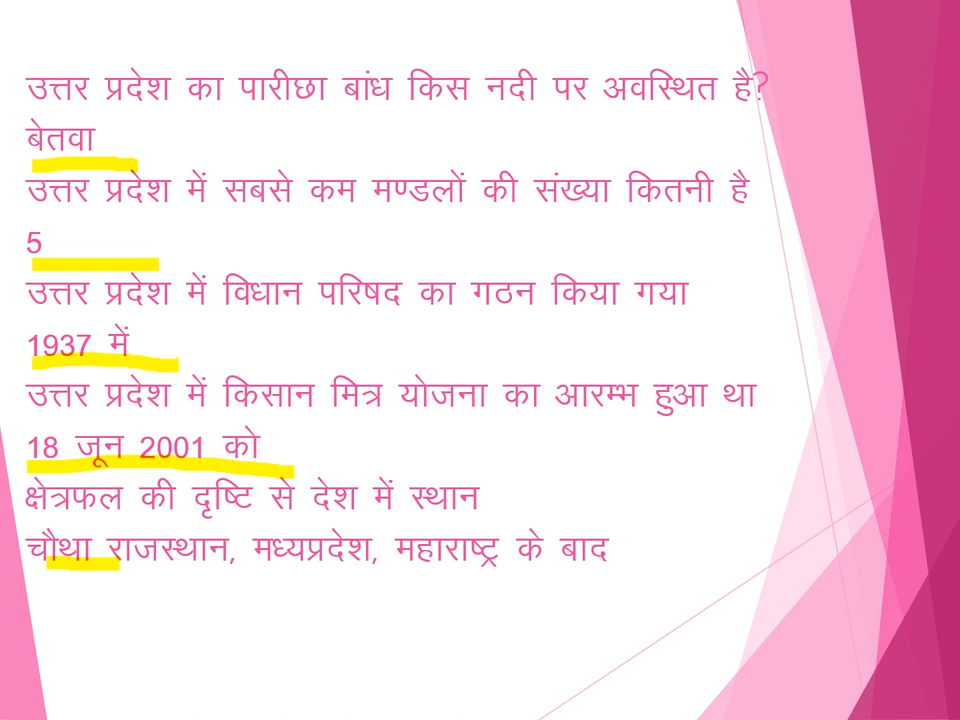 उत्तर प्रदेश का पारीछा बांध किस नदी पर अवस्थित है?
बेतवा
उत्तर प्रदेश में सबसे कम मण्डलों की संख्या कितनी है
5
उत्तर प्रदेश में विधान परिषद का गठन किया गया
1937 में
उत्तर प्रदेश में किसान मित्र योजना का आरम्भ हुआ था
18 जून 2001 को
क्षेत्रफल की दृष्टि से देश में स्थान
चौथा राजस्थान, मध्यप्रदेश, महाराष्ट्र के बाद